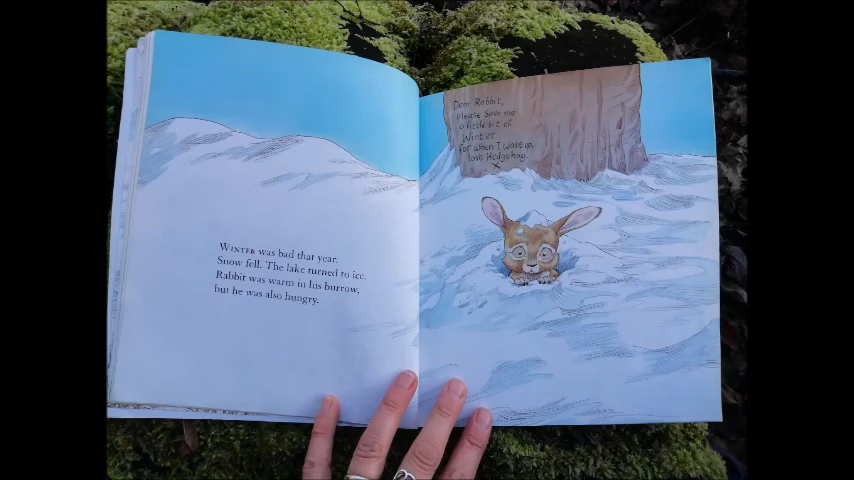 WINTER was bad that year.
Snow fell. The lake turned to ice.
Rabbit was warm in his burrow,
but he was also hungry.
Dear Rabbit,
please Save me
a little bit of
Winter
for when I wake up,
love Hedgehog.
X